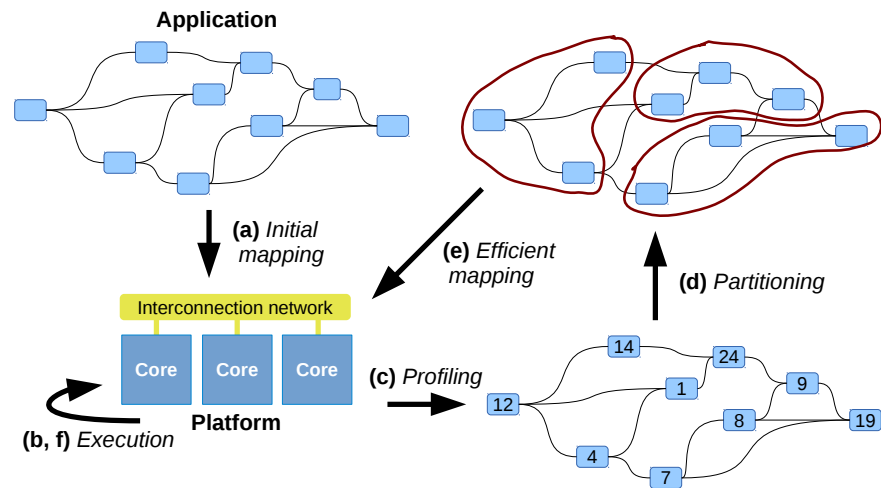 Application
(a) Initial
mapping
(e) Efficient
mapping
(d) Partitioning
Interconnection network
Core
Core
Core
Platform
(b, f) Execution
(c) Profiling
14
24
1
9
12
8
19
4
7